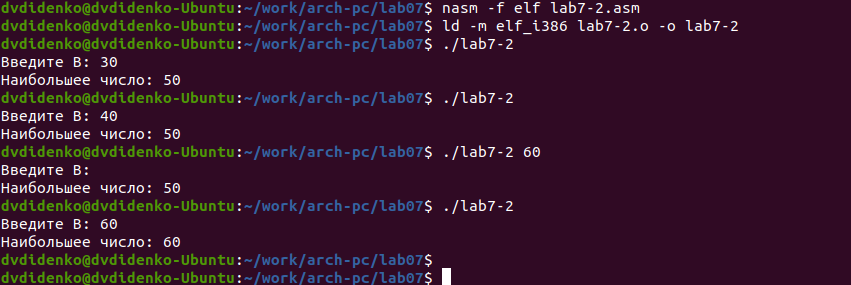 dvdidenko@dvdidenko-Ubuntu:~/work/arch-pc/lab07$ nasm -f elf lab7-2.asm
dvdidenko@dvdidenko-Ubuntu:~/work/arch-pc/lab07$ ld -m elf_i386 lab7-2.o -o lab7-2
dvdidenko@dvdidenko-Ubuntu:~/work/arch-pc/lab07$ ./lab7-2
Введите B: 30
Наибольшее число: 50
dvdidenko@dvdidenko-Ubuntu:~/work/arch-pc/lab07$ ./lab7-2
Введите B: 40
Наибольшее число: 50
dvdidenko@dvdidenko-Ubuntu:~/work/arch-pc/lab07$ ./lab7-2 60
Введите B:
Наибольшее число: 50
dvdidenko@dvdidenko-Ubuntu:~/work/arch-pc/lab07$ ./lab7-2
Введите B: 60
Наибольшее число: 60
dvdidenko@dvdidenko-Ubuntu:~/work/arch-pc/lab07$
dvdidenko@dvdidenko-Ubuntu:~/work/arch-pc/lab07$